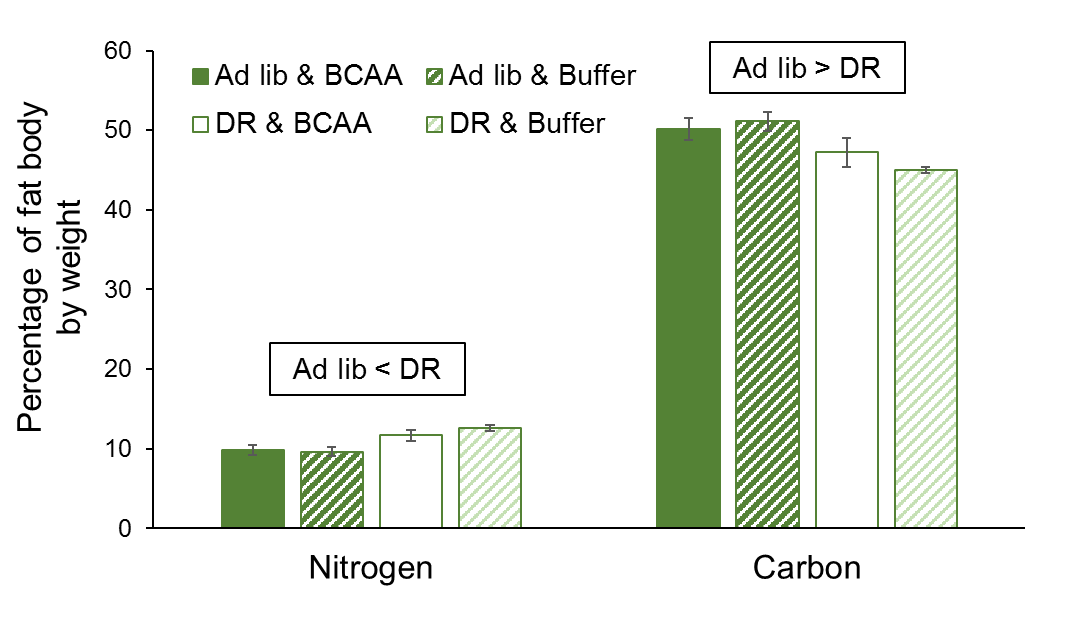 Percentage of fat body
by weight
60
50
40
30
20
10
0
Ad lib & BCAA
Ad lib & Buffer
DR & BCAA
DR & Buffer
Ad lib > DR
Ad lib < DR
Nitrogen
Carbon